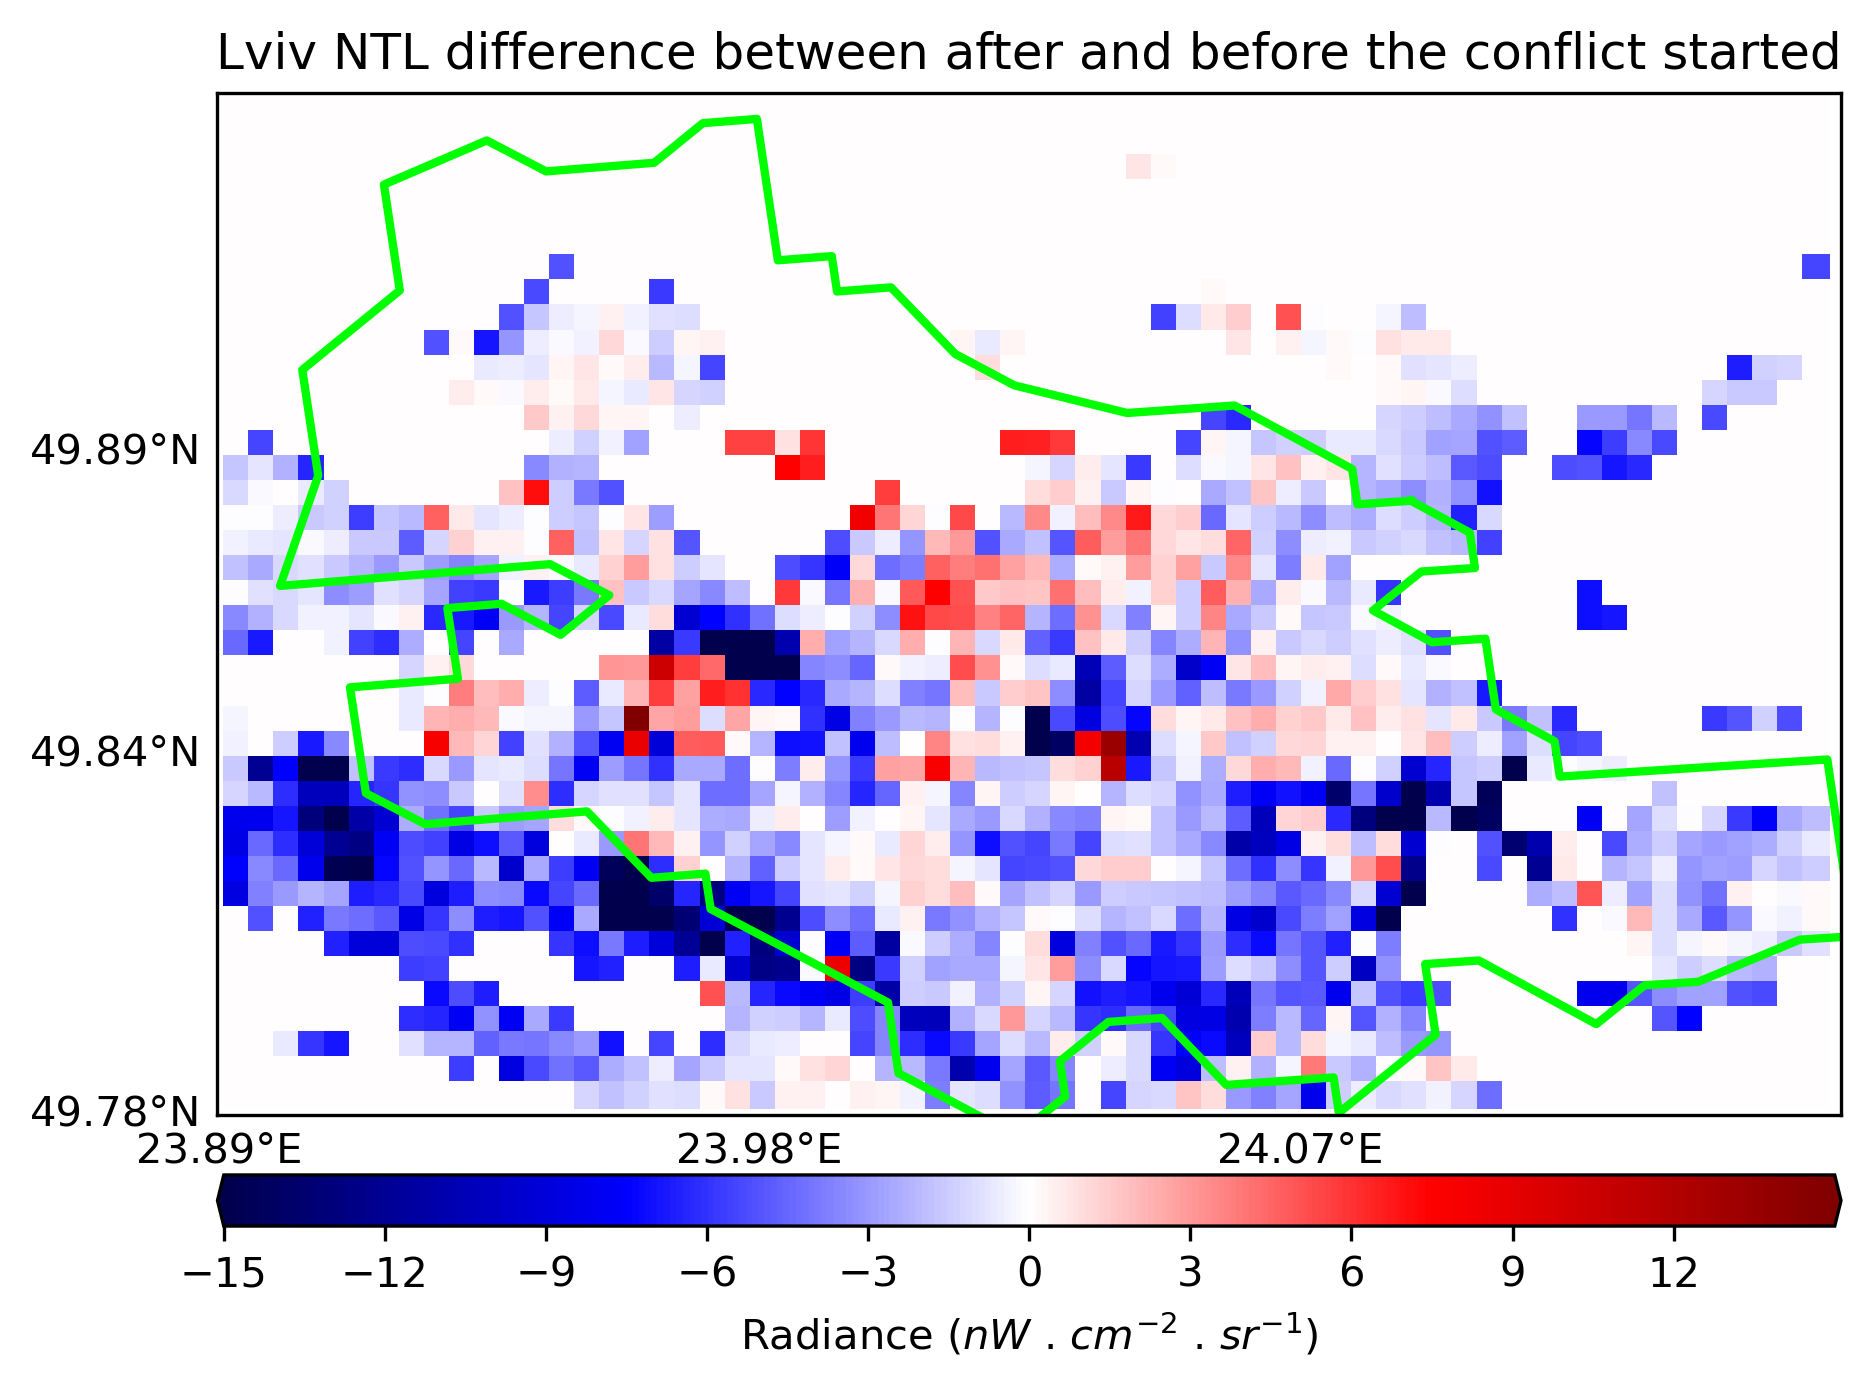 Lviv NTL difference between after and before the conflict started
49.89°N
49.84°N
49.78°N
23.89°E 23.98°E 24.07°E
−15 −12 −9 −6 −3 0 3 6 9 12
Radiance (nW . cm⁻² . sr⁻¹)